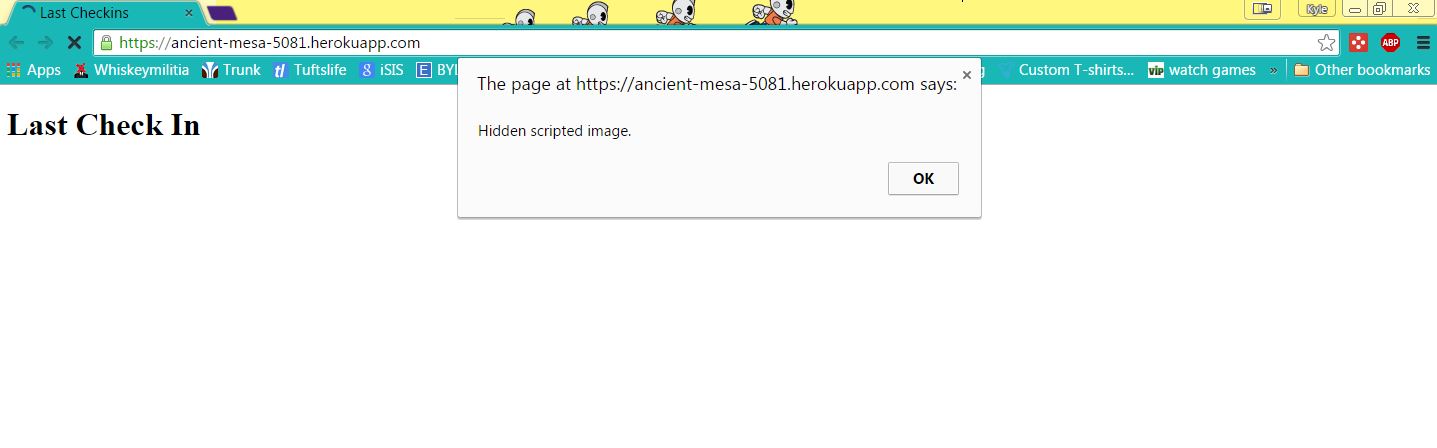 Last Checkins
Kyle
https://ancient-mesa-5081.herokuapp.com
ABP
Apps Whiskeymilitia Trunk Tuftslife iSIS Custom T-shirts... watch games » Other bookmarks
The page at https://ancient-mesa-5081.herokuapp.com says:
Last Check In
Hidden scripted image.
OK